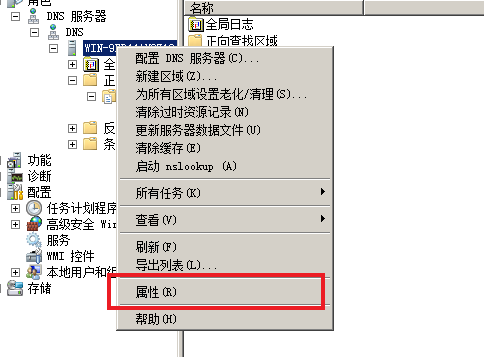 角色
名称
DNS 服务器
DNS
全局日志
正向查找区域
配置 DNS 服务器(C)...
新建区域(Z)...
为所有区域设置老化/清理(S)...
清除过时资源记录(N)
更新服务器数据文件(U)
清除缓存(E)
启动 nslookup (A)
所有任务(K)
查看(V)
刷新(F)
导出列表(L)...
属性(R)
帮助(H)
全
正
反
条
功能
诊断
配置
任务计划程序
高级安全 Win
服务
WMI 控件
本地用户和组
存储